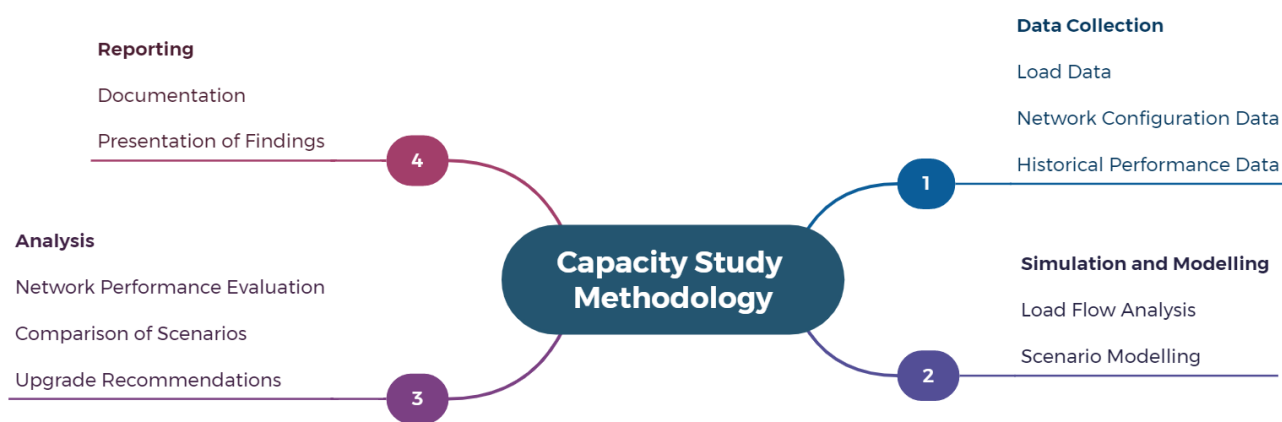 Capacity Study
Methodology
1
Data Collection
Load Data
Network Configuration Data
Historical Performance Data
2
Simulation and Modelling
Load Flow Analysis
Scenario Modelling
3
Analysis
Network Performance Evaluation
Comparison of Scenarios
Upgrade Recommendations
4
Reporting
Documentation
Presentation of Findings